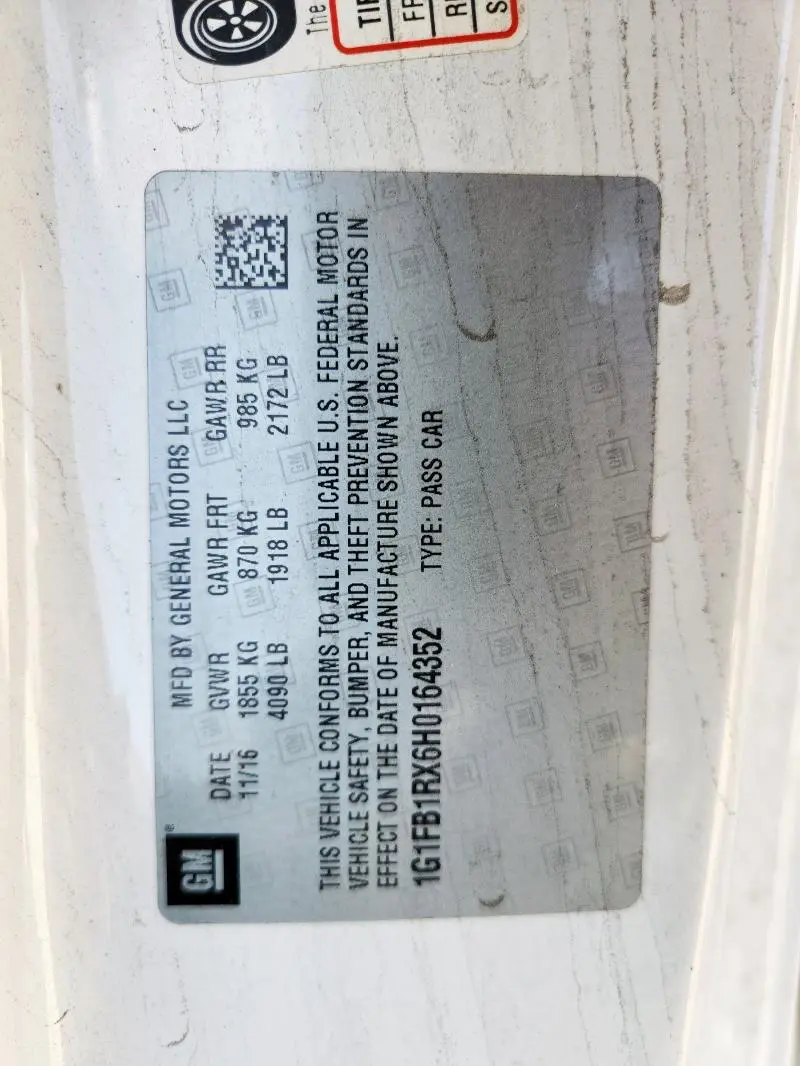 GM
MFD BY GENERAL MOTORS LLC
DATE GVWR GAWR FRT GAWR RR
11/16 1855 KG 870 KG 985 KG
4090 LB 1918 LB 2172 LB
THIS VEHICLE CONFORMS TO ALL APPLICABLE U.S. FEDERAL MOTOR
VEHICLE SAFETY, BUMPER, AND THEFT PREVENTION STANDARDS IN
EFFECT ON THE DATE OF MANUFACTURE SHOWN ABOVE.
1G1FB1RX6H0164352 TYPE: PASS CAR
The